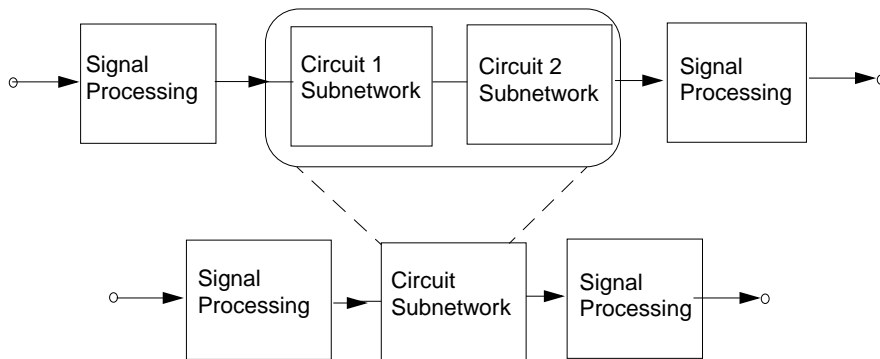 Signal
Processing
Circuit 1
Subnetwork
Circuit 2
Subnetwork
Signal
Processing
Signal
Processing
Circuit
Subnetwork
Signal
Processing